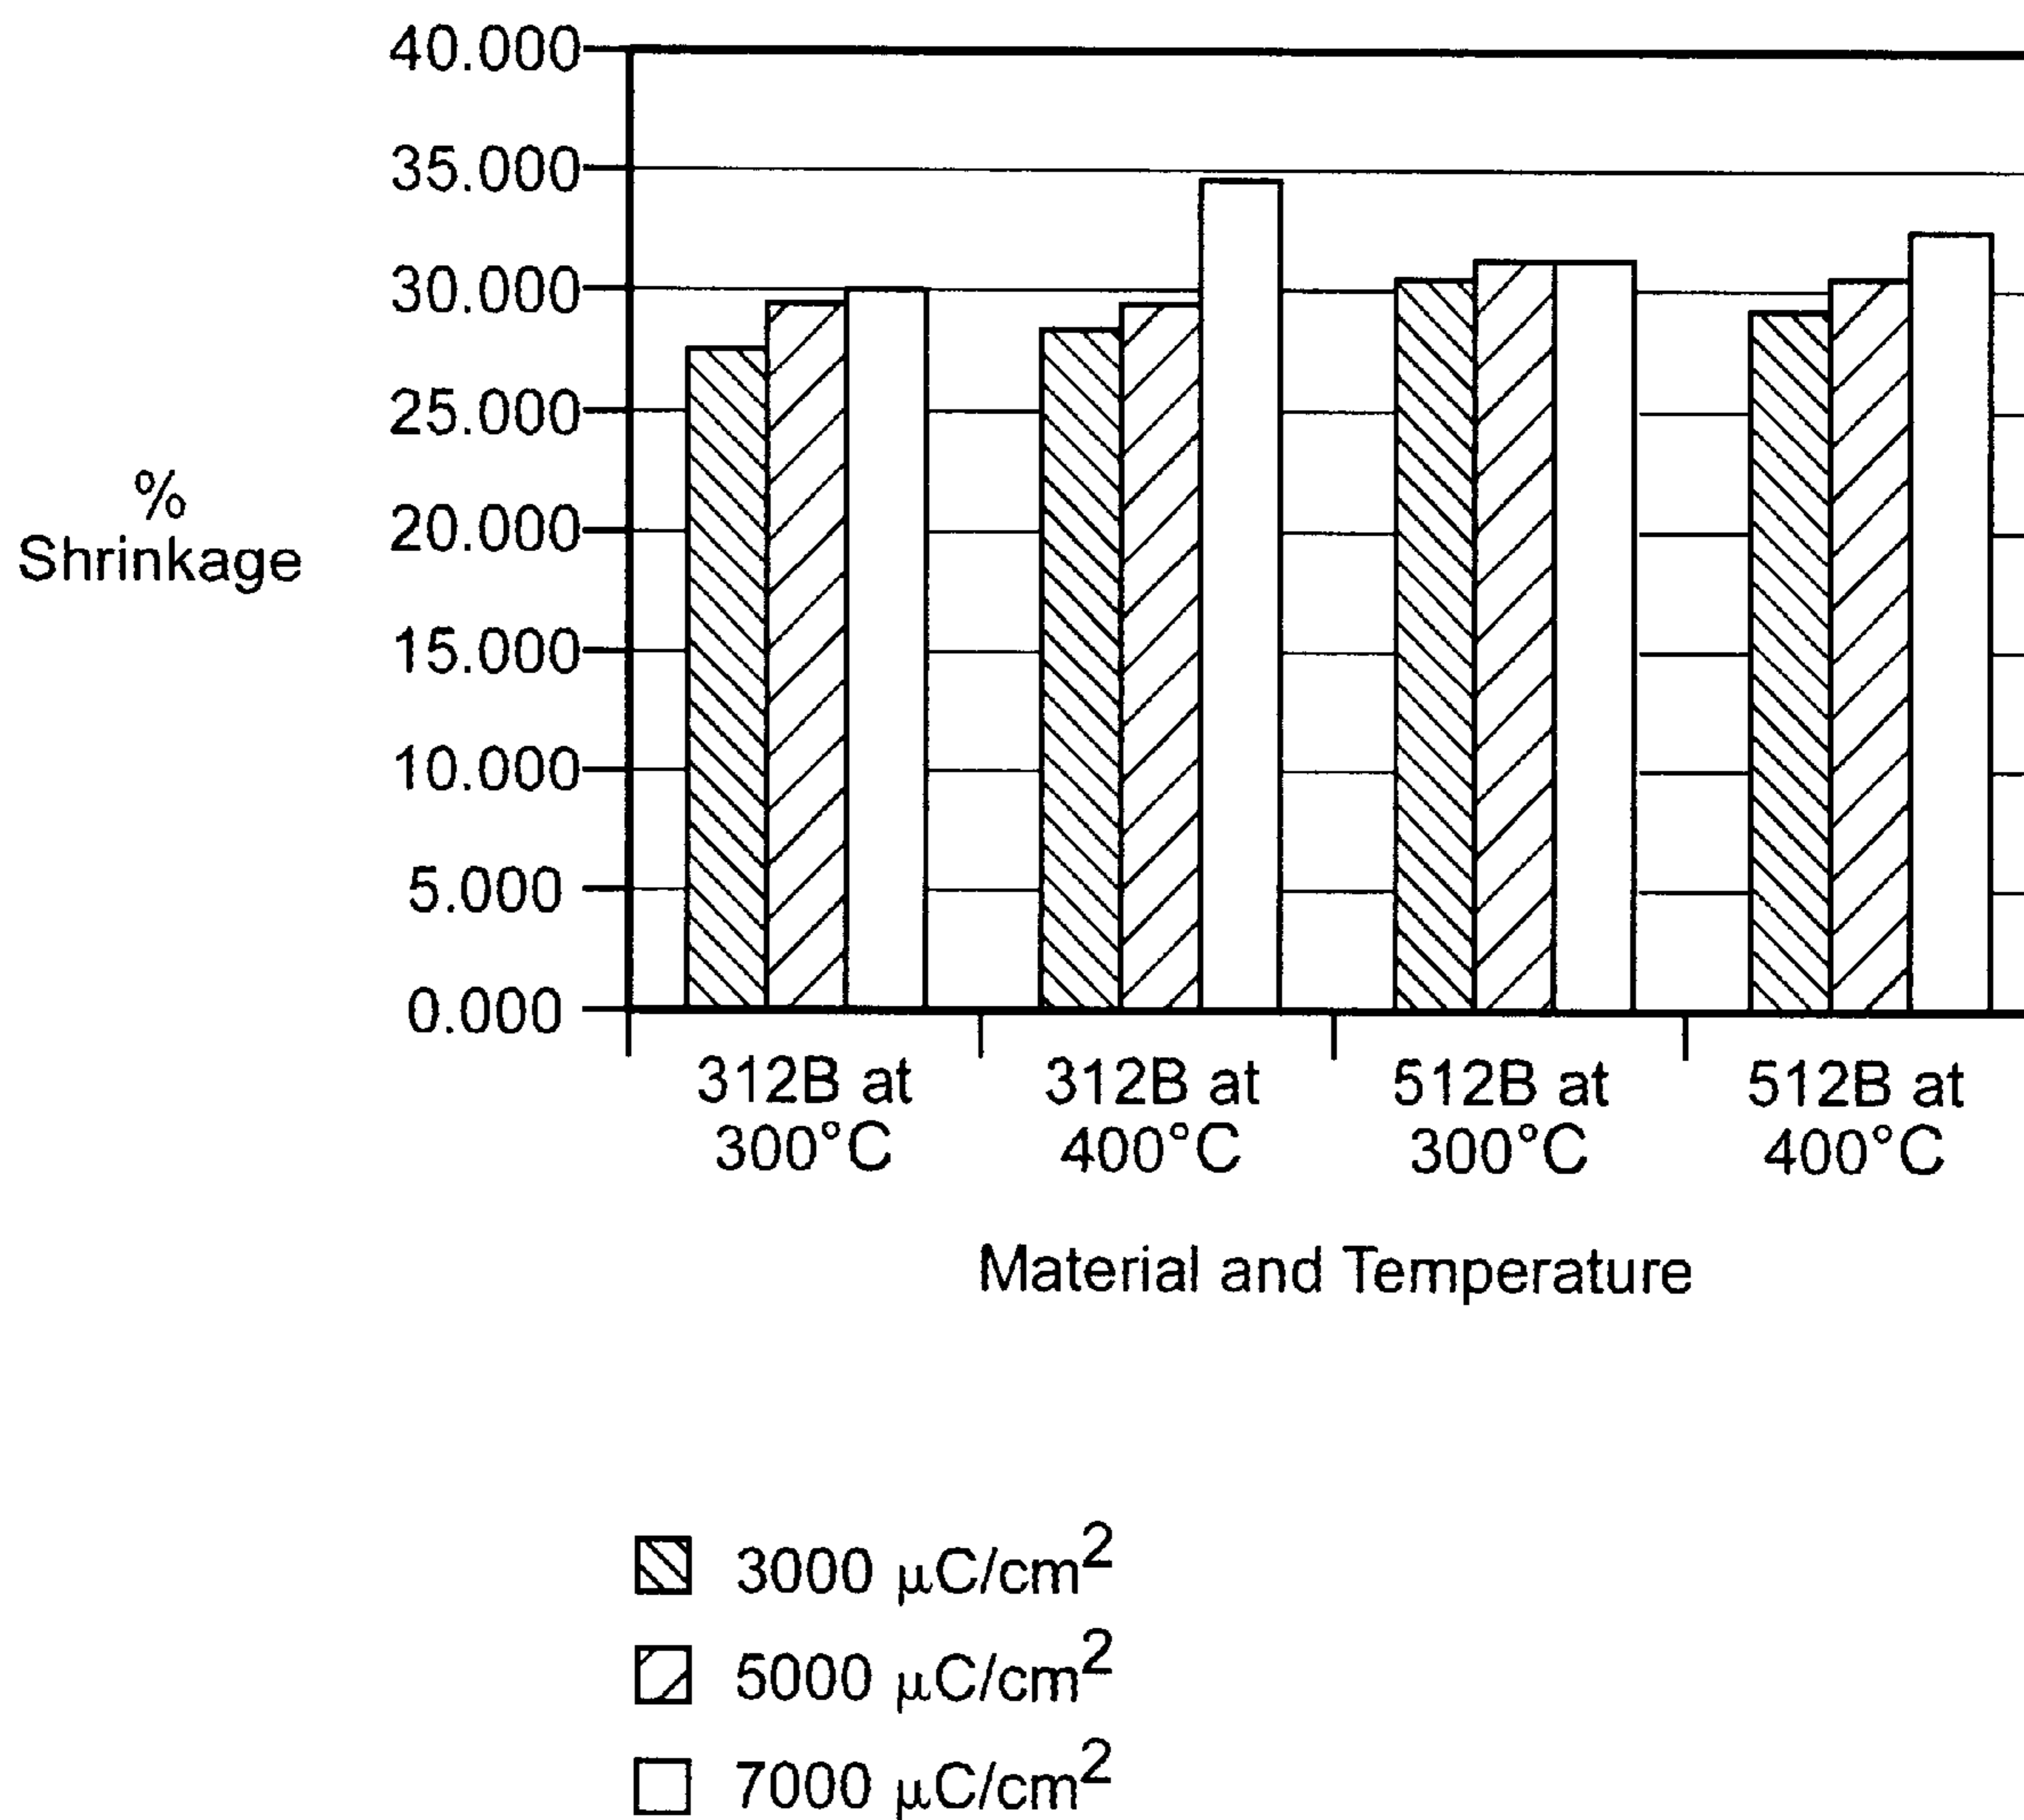 40.000
35.000
30.000
25.000
20.000
15.000
10.000
5.000
0.000
%
Shrinkage
312B at
300°C
312B at
400°C
512B at
300°C
512B at
400°C
Material and Temperature
3000 μC/cm²
5000 μC/cm²
7000 μC/cm²